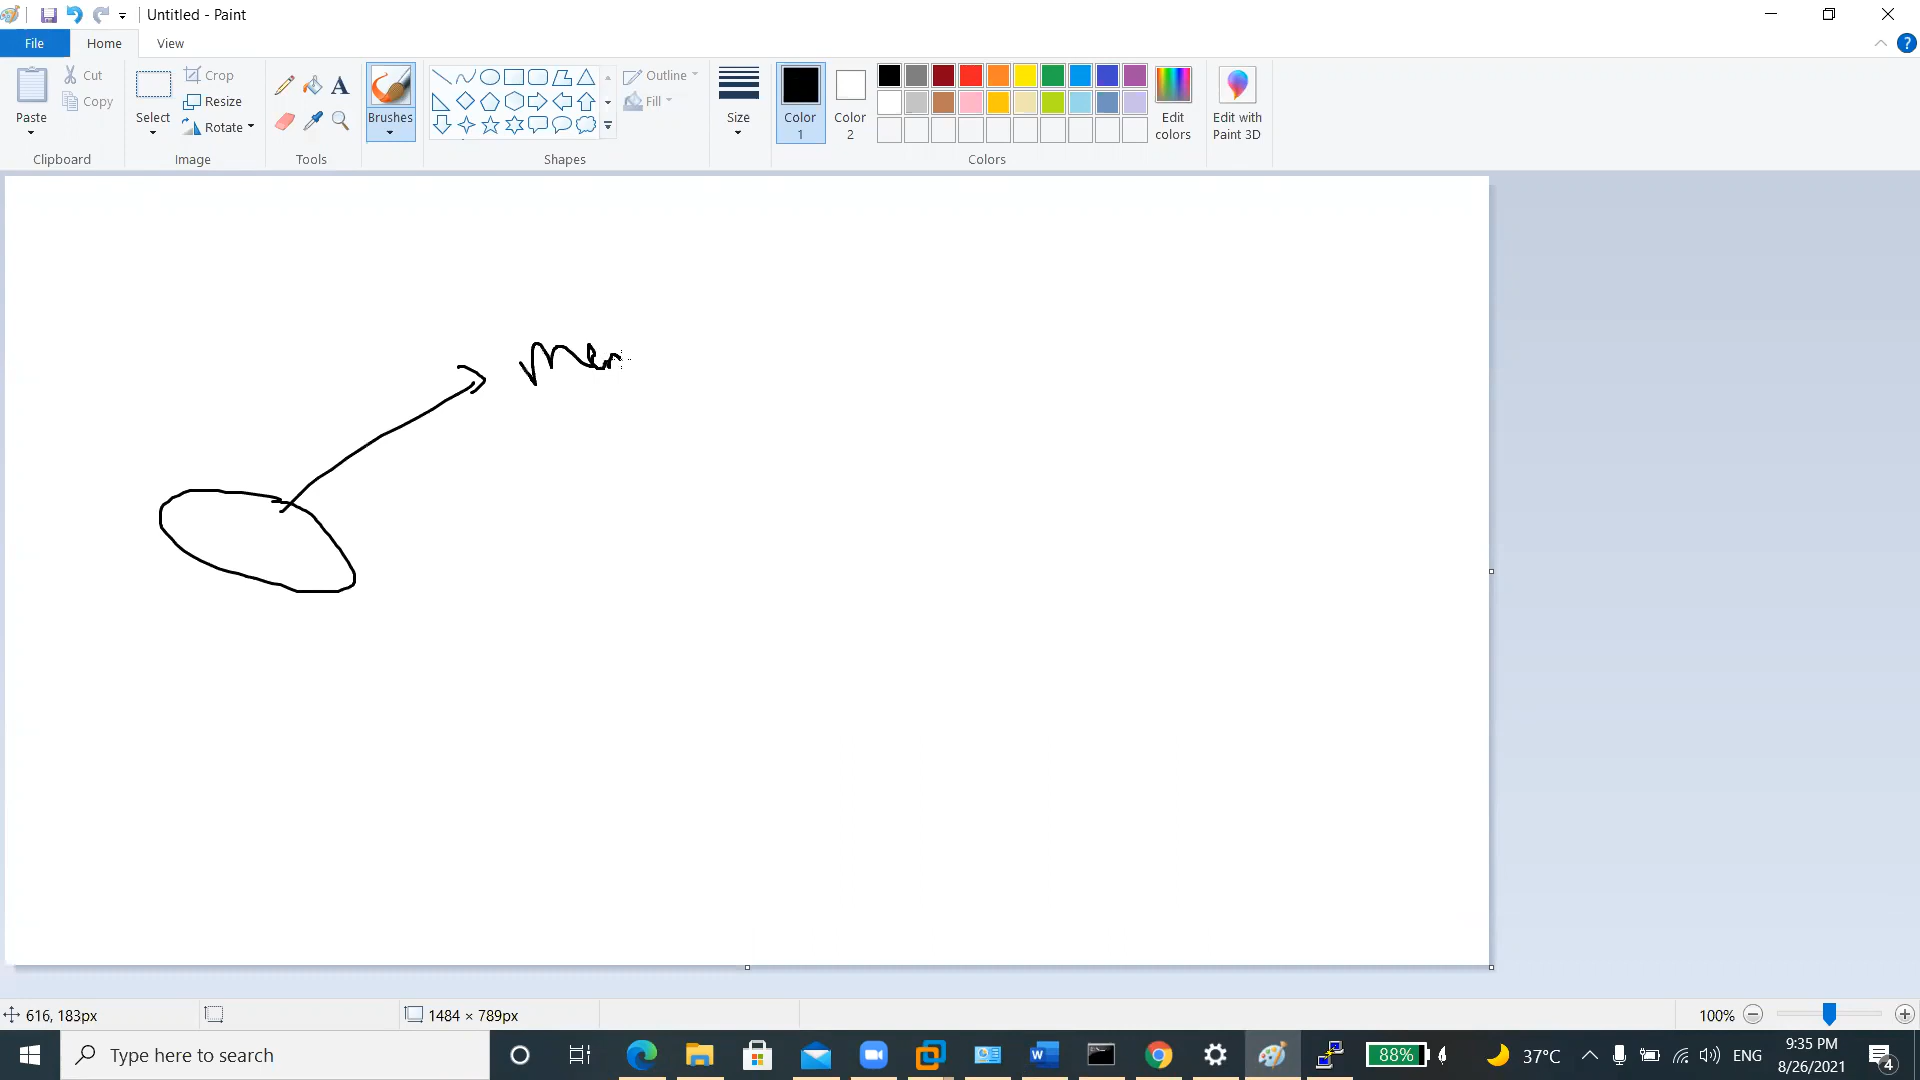 Untitled - Paint
File
Home
View
Paste
Cut
Copy
Clipboard
Select
Crop
Resize
Rotate
Image
Tools
Brushes
Outline
Fill
Shapes
Size
Color
1
Color
2
Colors
Edit
colors
Edit with
Paint 3D
Men
616, 183px
1484 × 789px
100%
Type here to search
88%
37°C
ENG
9:35 PM
8/26/2021
4